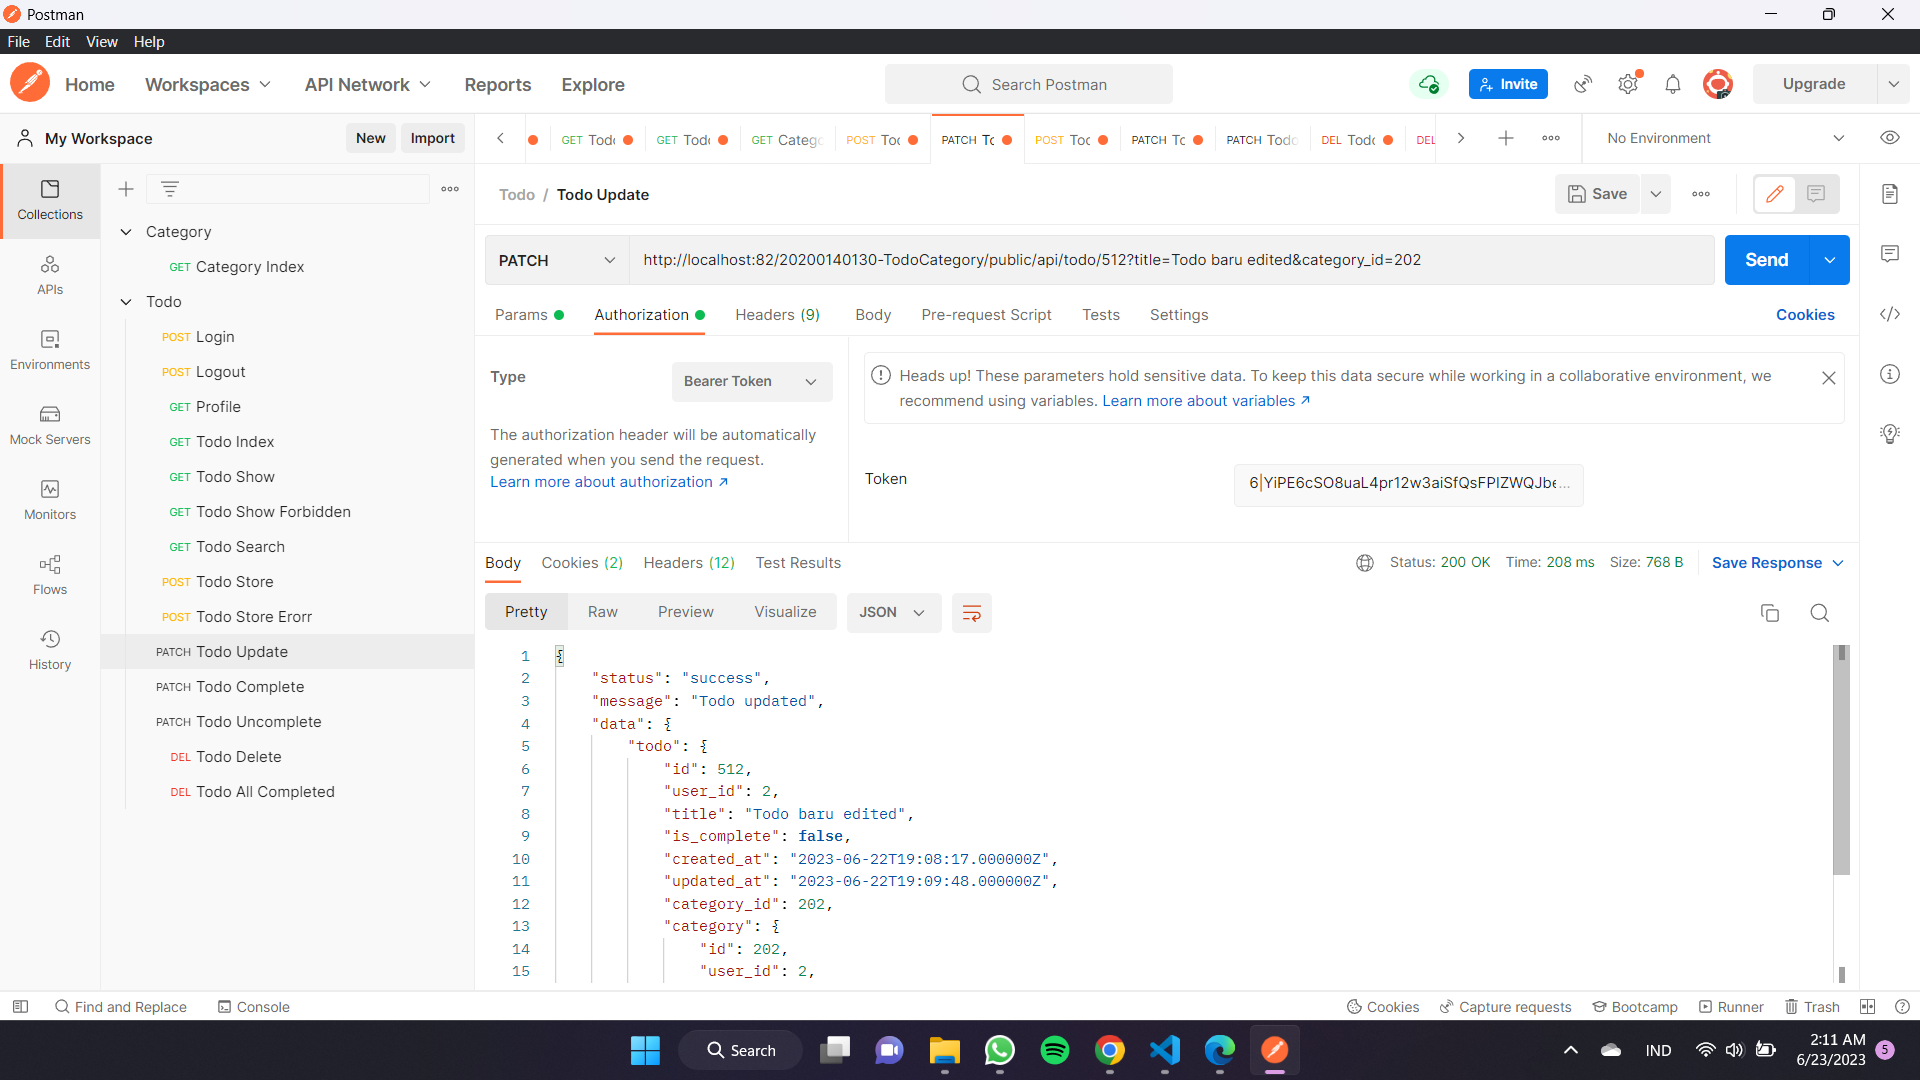 Postman
File Edit View Help
Home Workspaces API Network Reports Explore Search Postman Invite Upgrade
My Workspace New Import
GET Todo GET Todo GET Catego POST Toc PATCH To POST Toc PATCH To PATCH Todo DEL Todo DEL No Environment
Collections
APIs
Environments
Mock Servers
Monitors
Flows
History
Category
GET Category Index
Todo
POST Login
POST Logout
GET Profile
GET Todo Index
GET Todo Show
GET Todo Show Forbidden
GET Todo Search
POST Todo Store
POST Todo Store Erorr
PATCH Todo Update
PATCH Todo Complete
PATCH Todo Uncomplete
DEL Todo Delete
DEL Todo All Completed
Todo / Todo Update Save
PATCH http://localhost:82/20200140130-TodoCategory/public/api/todo/512?title=Todo baru edited&category_id=202 Send
Params Authorization Headers (9) Body Pre-request Script Tests Settings Cookies
Type Bearer Token
The authorization header will be automatically
generated when you send the request.
Learn more about authorization ↗
Heads up! These parameters hold sensitive data. To keep this data secure while working in a collaborative environment, we
recommend using variables. Learn more about variables ↗
Token 6|YiPE6cSO8uaL4pr12w3aiSfQsFPIZWQJbe...
Body Cookies (2) Headers (12) Test Results Status: 200 OK Time: 208 ms Size: 768 B Save Response
Pretty Raw Preview Visualize JSON
1 {
2 "status": "success",
3 "message": "Todo updated",
4 "data": {
5 "todo": {
6 "id": 512,
7 "user_id": 2,
8 "title": "Todo baru edited",
9 "is_complete": false,
10 "created_at": "2023-06-22T19:08:17.000000Z",
11 "updated_at": "2023-06-22T19:09:48.000000Z",
12 "category_id": 202,
13 "category": {
14 "id": 202,
15 "user_id": 2,
Find and Replace Console Cookies Capture requests Bootcamp Runner Trash
Search IND 2:11 AM
6/23/2023 5